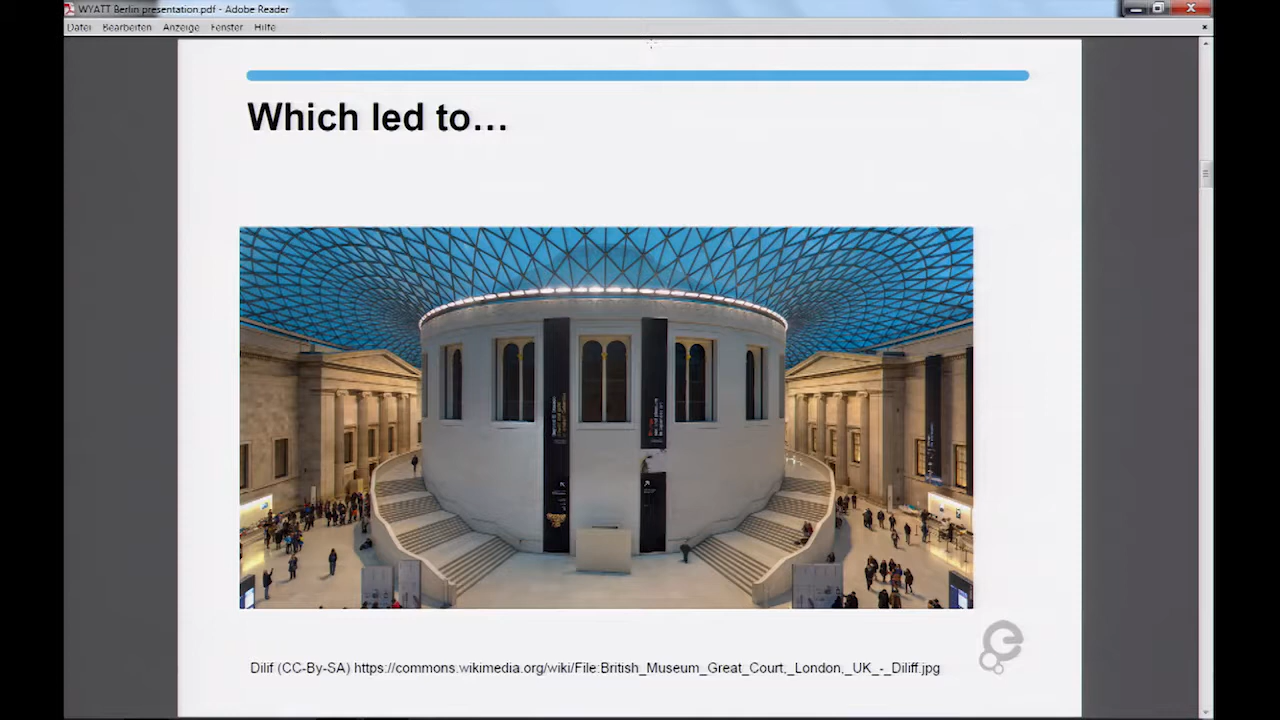 WYATT Berlin presentation.pdf - Adobe Reader
Datei Bearbeiten Anzeige Fenster Hilfe
Which led to…
Dilif (CC-By-SA) https://commons.wikimedia.org/wiki/File:British_Museum_Great_Court,_London,_UK_-_Diliff.jpg